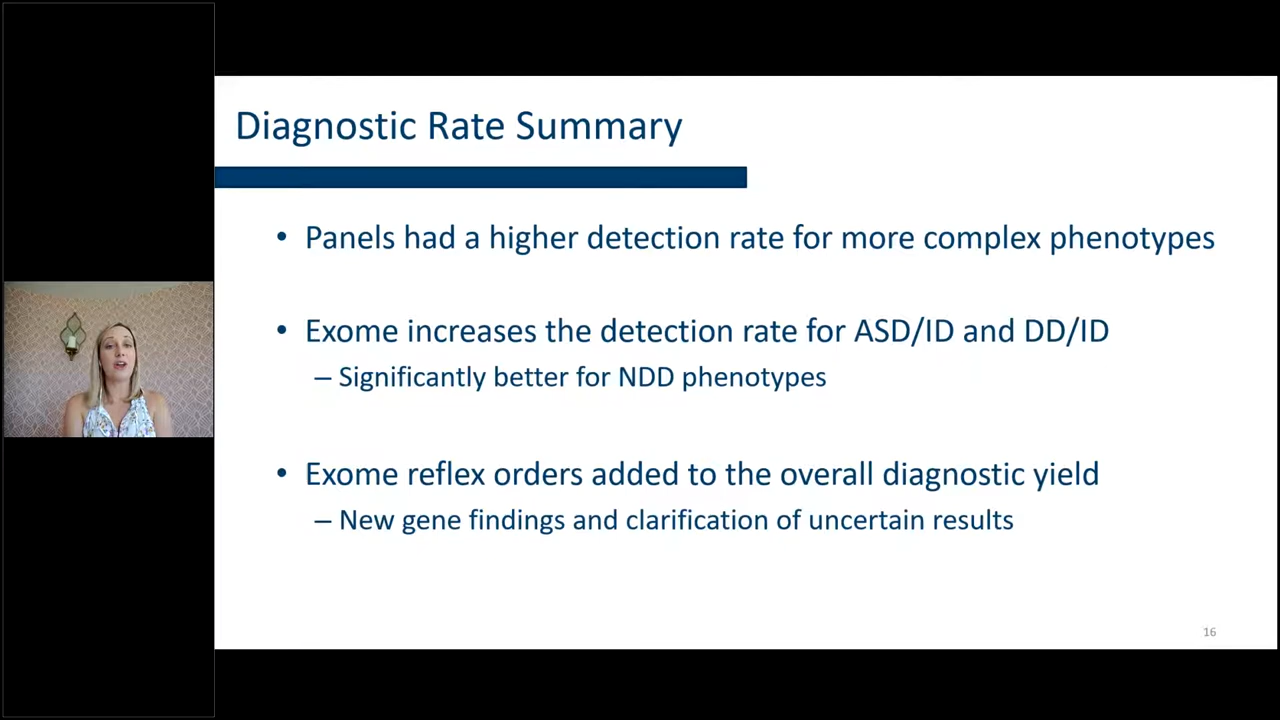 Diagnostic Rate Summary
• Panels had a higher detection rate for more complex phenotypes
• Exome increases the detection rate for ASD/ID and DD/ID
– Significantly better for NDD phenotypes
• Exome reflex orders added to the overall diagnostic yield
– New gene findings and clarification of uncertain results
16